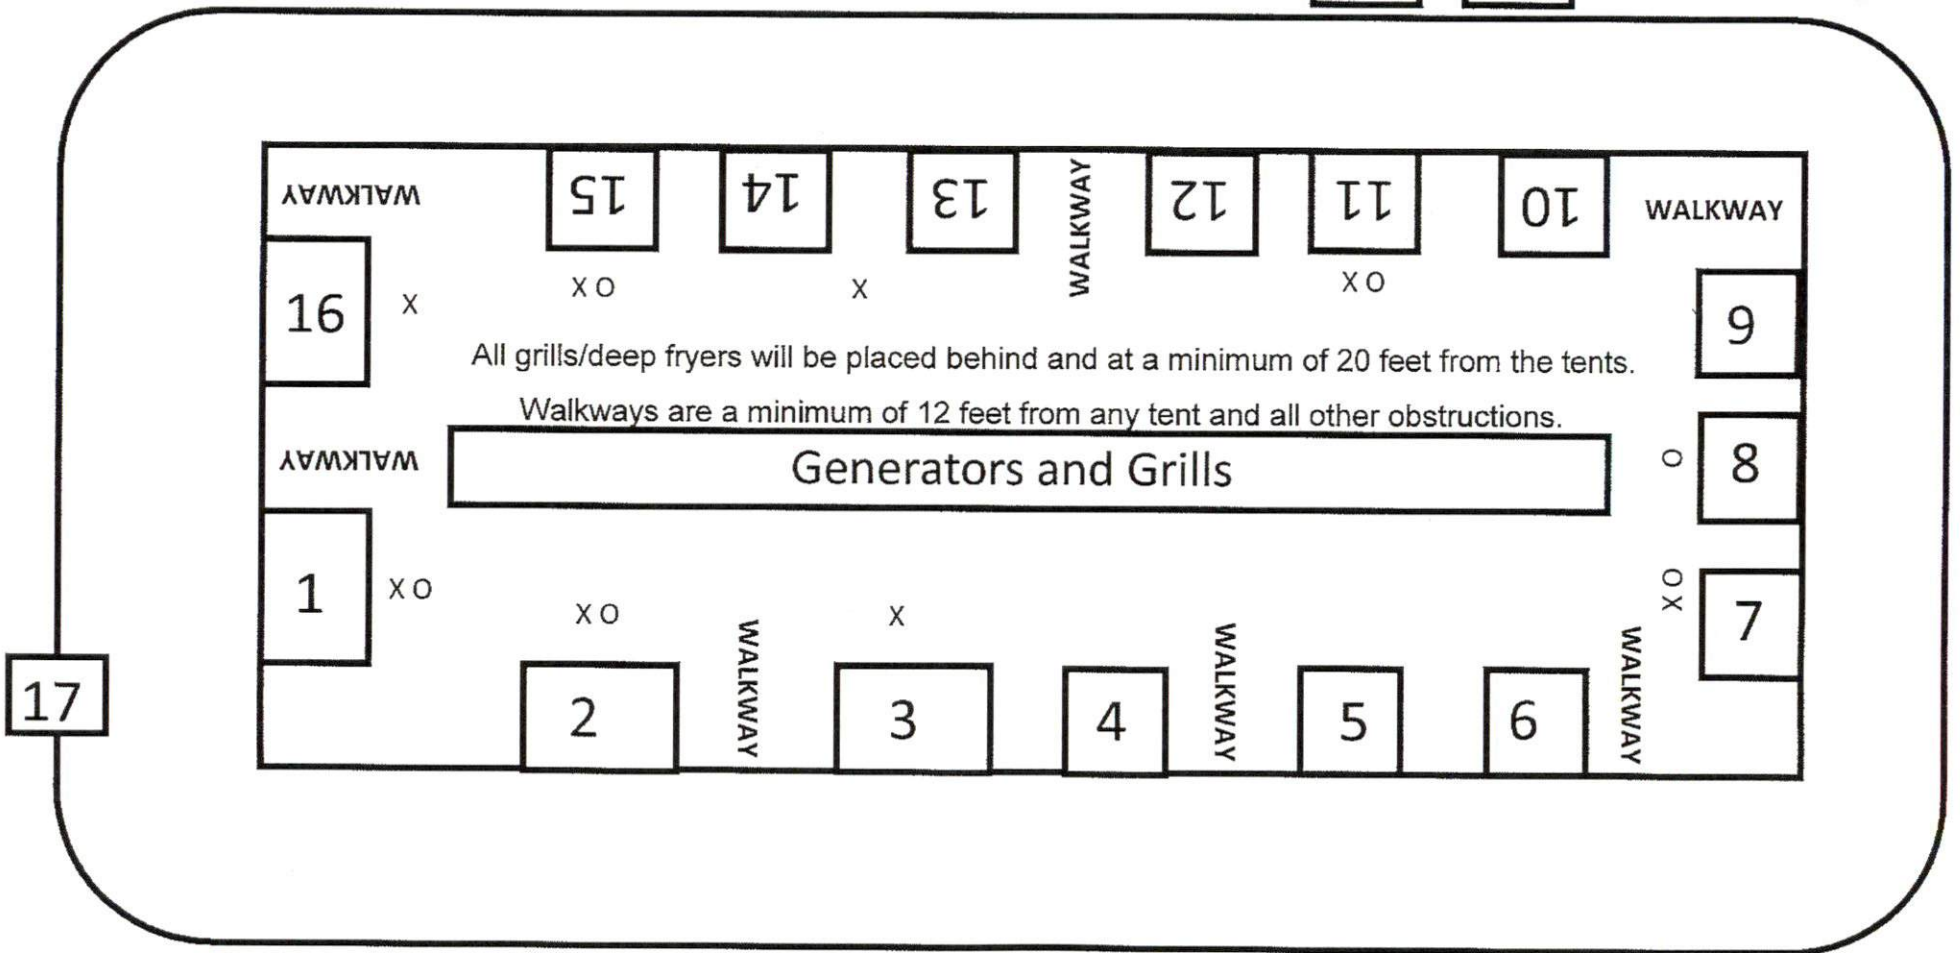 WALKWAY
15
14
13
WALKWAY
12
11
10
WALKWAY
16
X
X O
X
X O
9
All grills/deep fryers will be placed behind and at a minimum of 20 feet from the tents.
Walkways are a minimum of 12 feet from any tent and all other obstructions.
WALKWAY
Generators and Grills
O
8
1
X O
X O
X
O X
7
17
2
WALKWAY
3
4
WALKWAY
5
6
WALKWAY